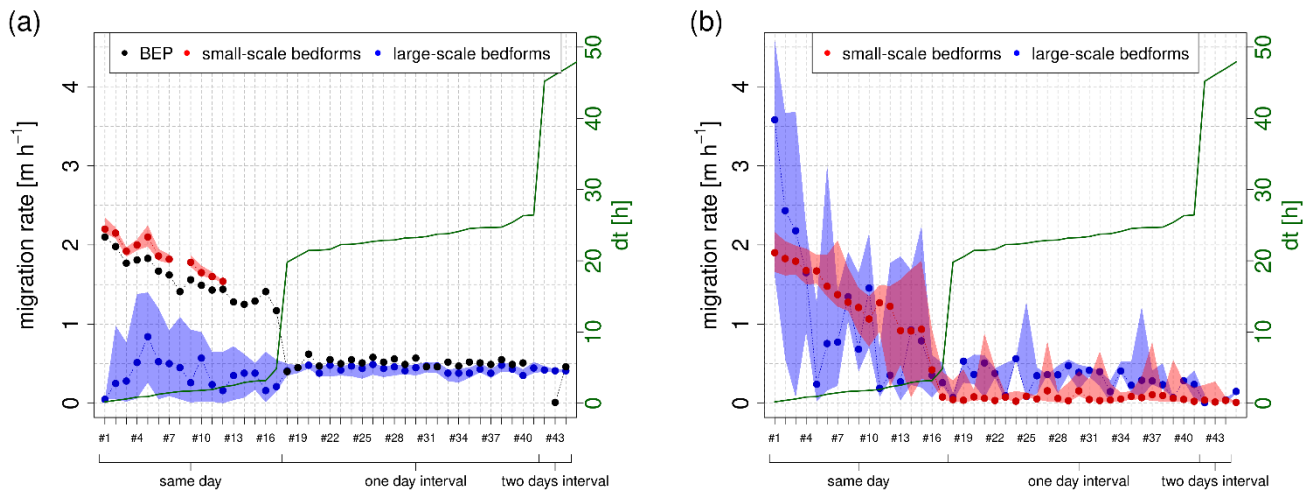 (a)
BEP small-scale bedforms large-scale bedforms
migration rate [m h⁻¹]
4
3
2
1
0
50
40
30
20
10
0
dt [h]
#1 #4 #7 #10 #13 #16 #19 #22 #25 #28 #31 #34 #37 #40 #43
same day one day interval two days interval
(b)
small-scale bedforms large-scale bedforms
migration rate [m h⁻¹]
4
3
2
1
0
50
40
30
20
10
0
dt [h]
#1 #4 #7 #10 #13 #16 #19 #22 #25 #28 #31 #34 #37 #40 #43
same day one day interval two days interval